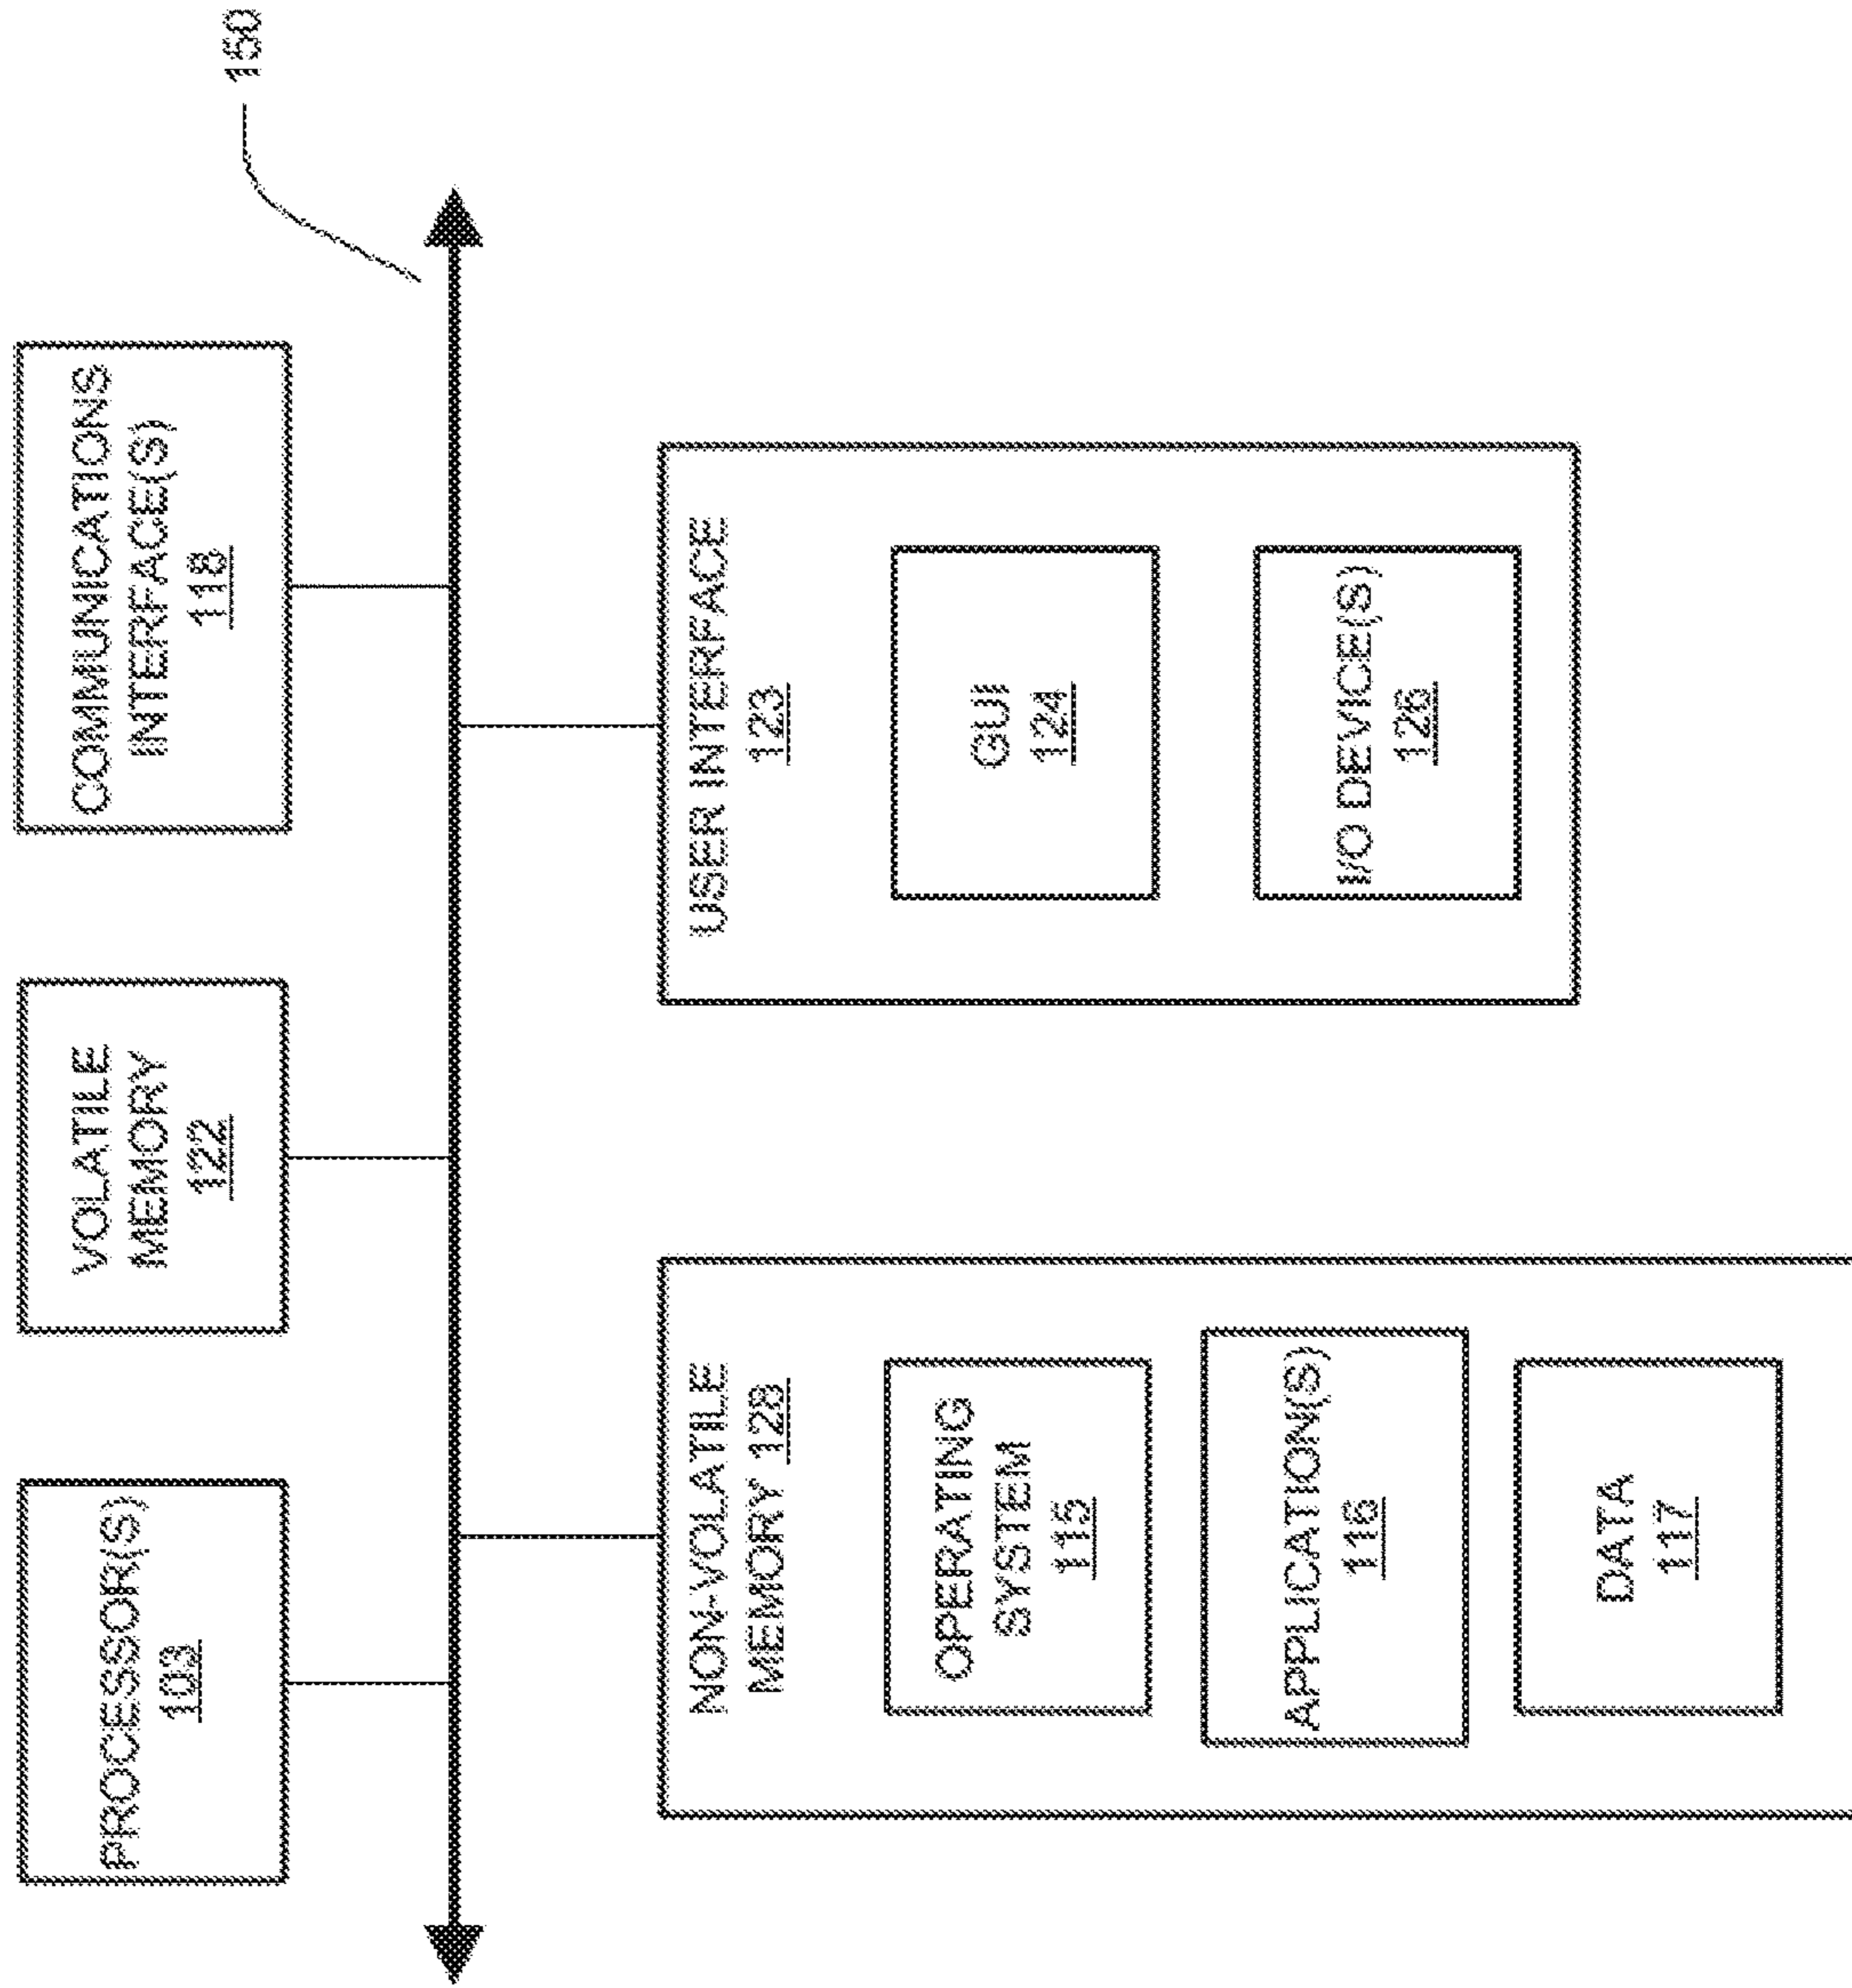 PROCESSOR(S)
103
VOLATILE
MEMORY
122
COMMUNICATIONS
INTERFACE(S)
118
150
NON-VOLATILE
MEMORY 128
OPERATING
SYSTEM
115
APPLICATION(S)
116
DATA
117
USER INTERFACE
123
GUI
124
I/O DEVICE(S)
126